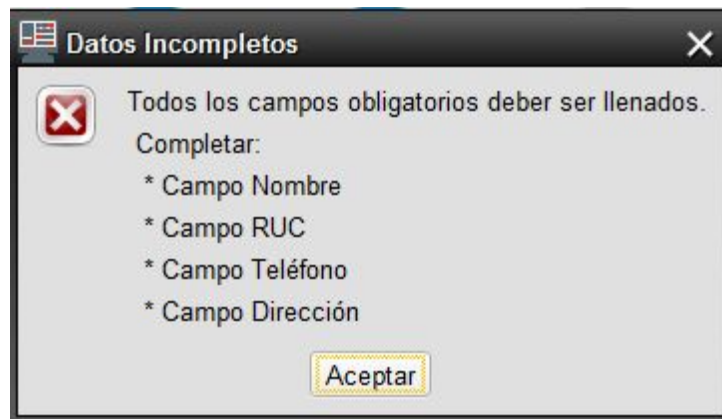 Datos Incompletos
Todos los campos obligatorios deber ser llenados.
Completar:
* Campo Nombre
* Campo RUC
* Campo Teléfono
* Campo Dirección
Aceptar